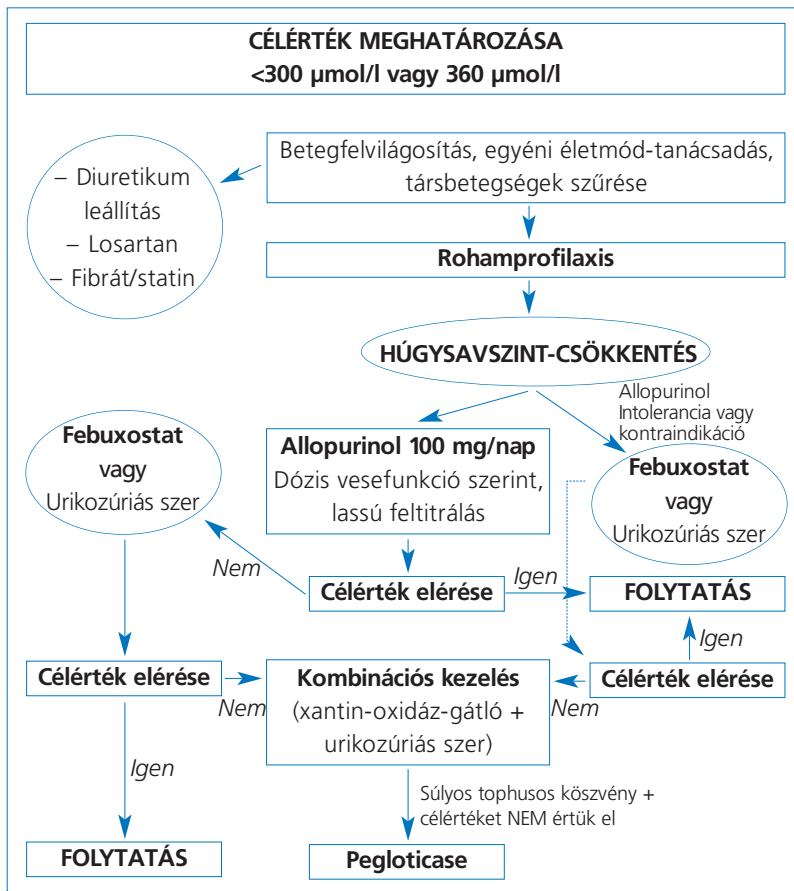 CÉLÉRTÉK MEGHATÁROZÁSA
<300 µmol/l vagy 360 µmol/l
Betegfelvilágosítás, egyéni életmód-tanácsadás,
társbetegségek szűrése
– Diuretikum
leállítás
– Losartan
– Fibrát/statin
Rohamprofilaxis
HÚGYSAVSZINT-CSÖKKENTÉS
Allopurinol
Intolerancia vagy
kontraindikáció
Febuxostat
vagy
Urikozúriás szer
Allopurinol 100 mg/nap
Dózis vesefunkció szerint,
lassú feltitrálás
Febuxostat
vagy
Urikozúriás szer
Nem
Célérték elérése
Igen
FOLYTATÁS
Igen
Célérték elérése
Nem
Kombinációs kezelés
(xantin-oxidáz-gátló +
urikozúriás szer)
Nem
Célérték elérése
Igen
Súlyos tophusos köszvény +
célértéket NEM értük el
FOLYTATÁS
Pegloticase